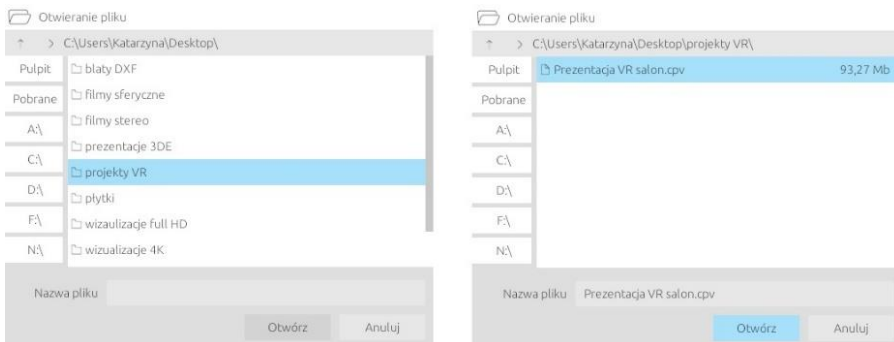 Otwieranie pliku
↑ > C:\Users\Katarzyna\Desktop\
Pulpit
Pobrane
A:\
C:\
D:\
F:\
N:\
blaty DXF
filmy sferyczne
filmy stereo
prezentacje 3DE
projekty VR
płytki
wizaulizacje full HD
wizualizacje 4K
Nazwa pliku
Otwórz Anuluj
Otwieranie pliku
↑ > C:\Users\Katarzyna\Desktop\projekty VR\
Pulpit
Pobrane
A:\
C:\
D:\
F:\
N:\
Prezentacja VR salon.cpv 93,27 Mb
Nazwa pliku Prezentacja VR salon.cpv
Otwórz Anuluj